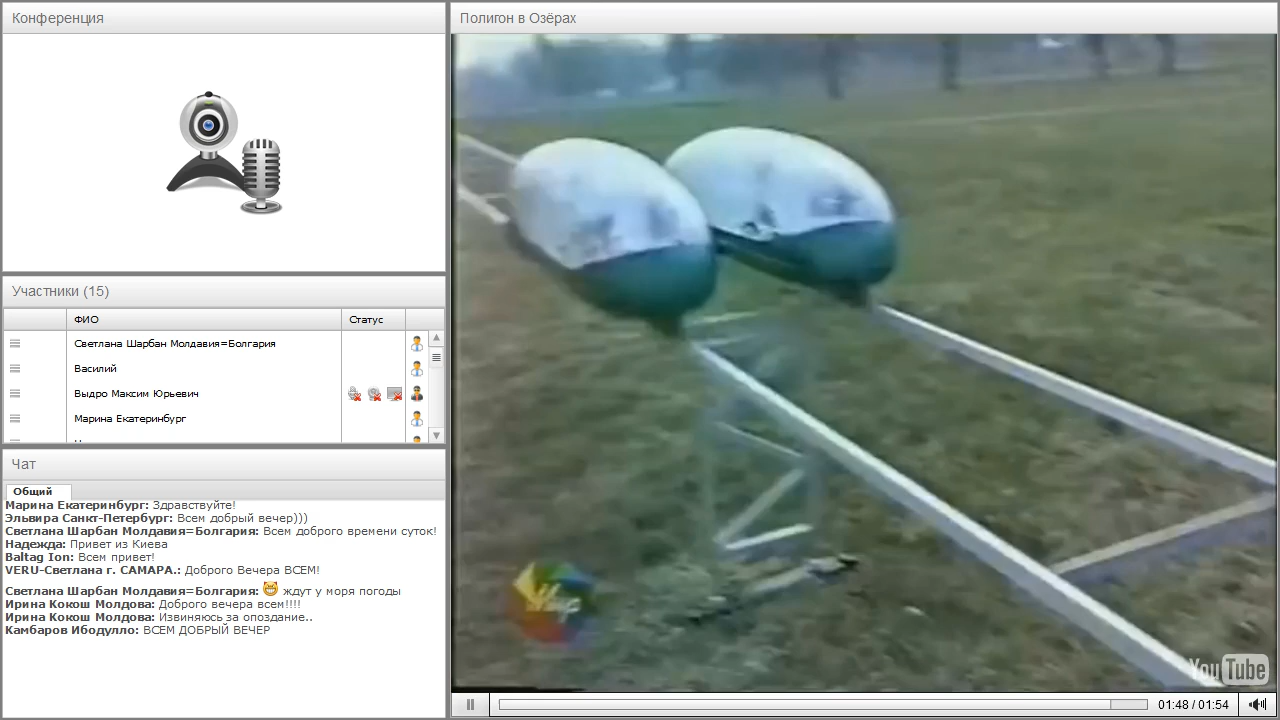 Конференция
Полигон в Озёрах
Участники (15)
ФИО
Статус
Светлана Шарбан Молдавия=Болгария
Василий
Выдро Максим Юрьевич
Марина Екатеринбург
Чат
Общий
Марина Екатеринбург: Здравствуйте!
Эльвира Санкт-Петербург: Всем добрый вечер)))
Светлана Шарбан Молдавия=Болгария: Всем доброго времени суток!
Надежда: Привет из Киева
Baltag Ion: Всем привет!
VERU-Светлана г. САМАРА.: Доброго Вечера ВСЕМ!
Светлана Шарбан Молдавия=Болгария: ждут у моря погоды
Ирина Кокош Молдова: Доброго вечера всем!!!!
Ирина Кокош Молдова: Извиняюсь за опоздание..
Камбаров Ибодулло: ВСЕМ ДОБРЫЙ ВЕЧЕР
YouTube
01:48 / 01:54